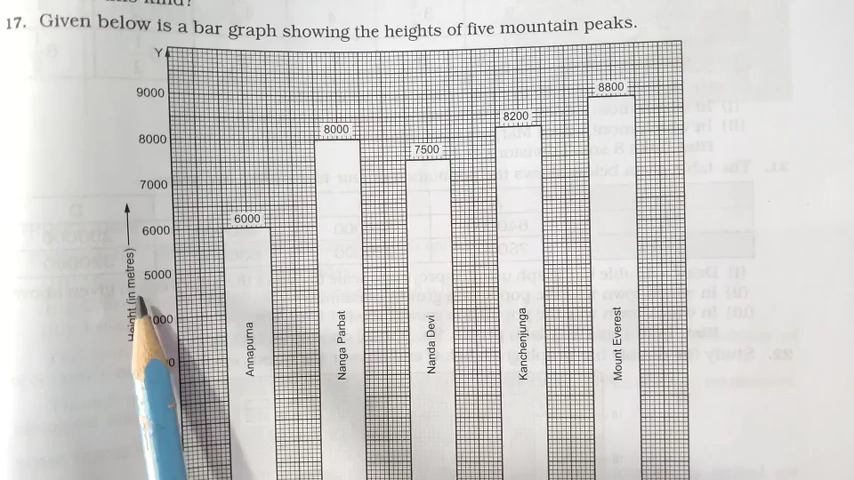 17. Given below is a bar graph showing the heights of five mountain peaks.
Y
9000
8000
7000
6000
5000
Height (in metres)
6000
8000
7500
8200
8800
Annapurna
Nanga Parbat
Nanda Devi
Kanchenjunga
Mount Everest